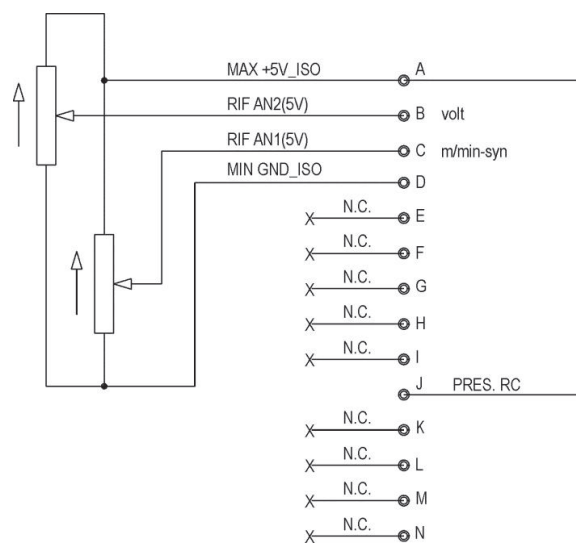 MAX +5V_ISO A
RIF AN2(5V) B volt
RIF AN1(5V) C m/min-syn
MIN GND_ISO D
N.C. E
N.C. F
N.C. G
N.C. H
N.C. I
J PRES. RC
N.C. K
N.C. L
N.C. M
N.C. N